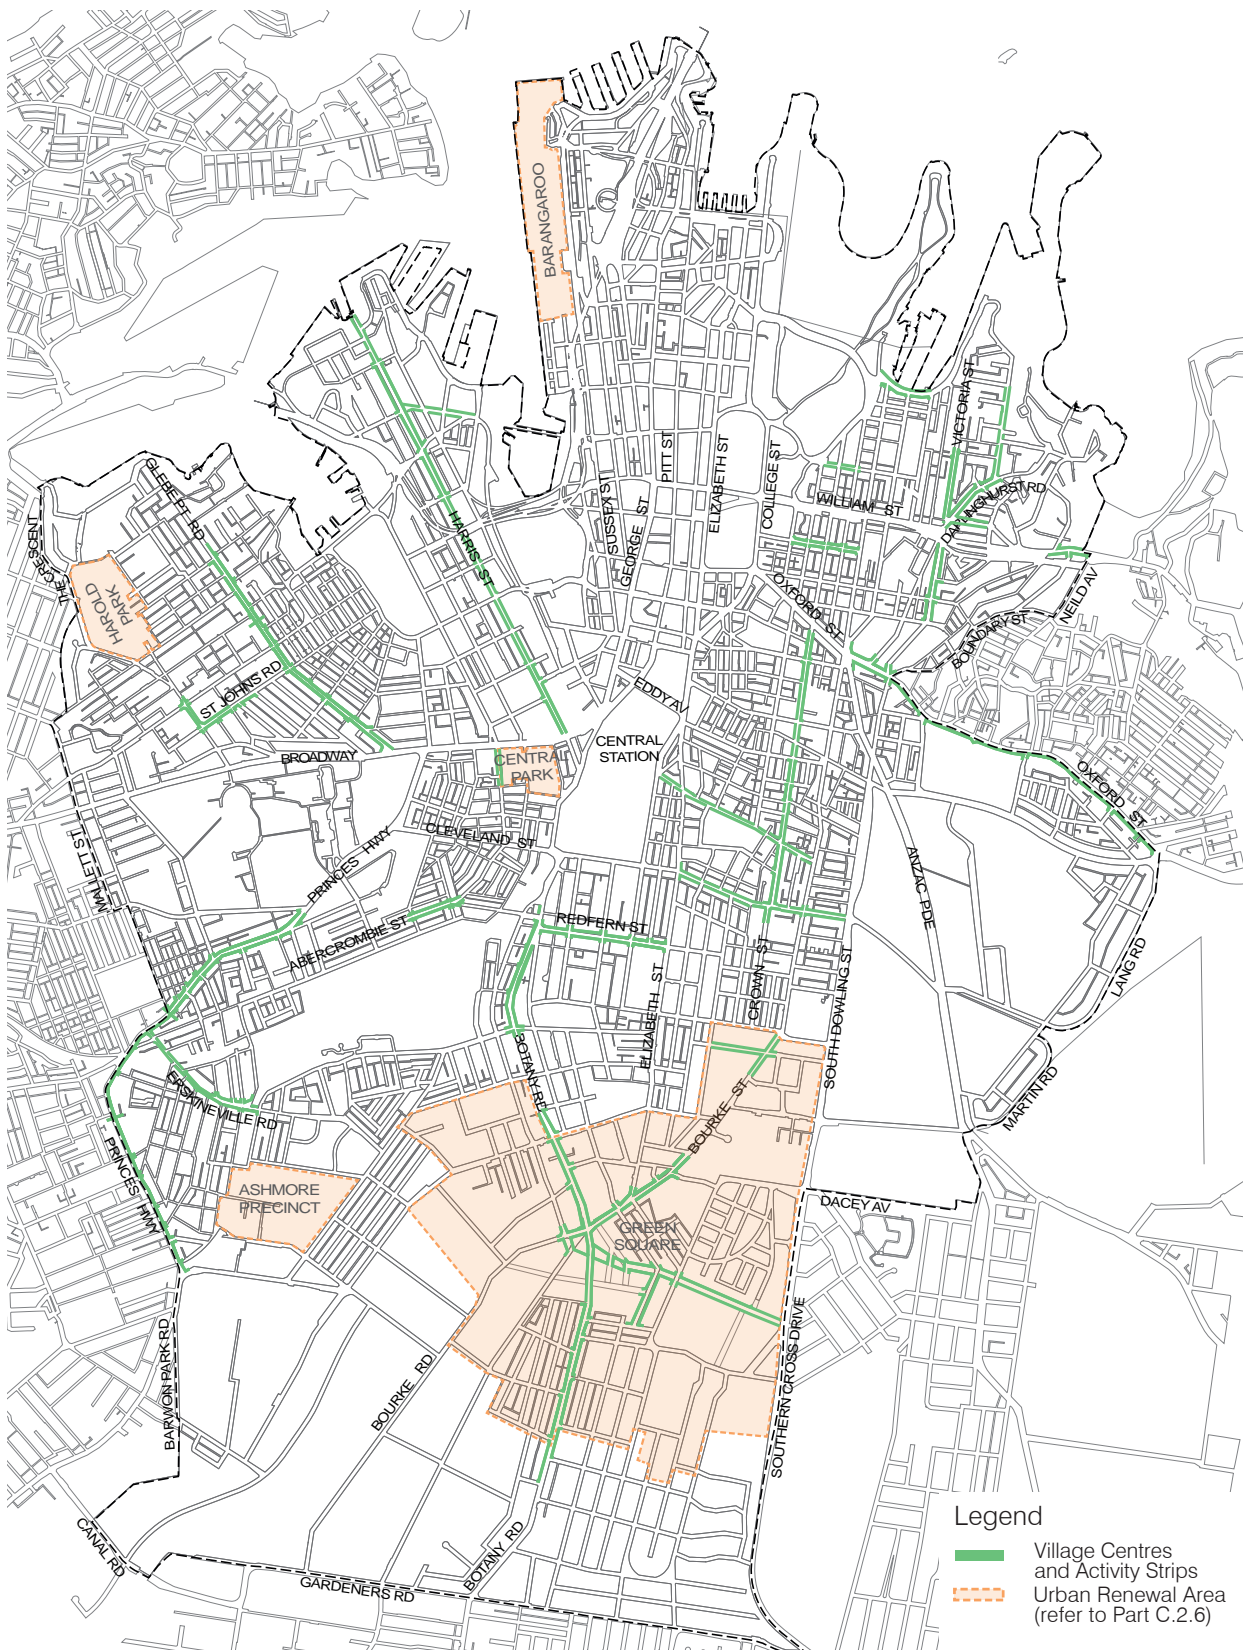 BARANGAROO
VICTORIA ST
PITT ST
ELIZABETH ST
COLLEGE ST
GLEPEPT RD
SUSSEX ST
GEORGE ST
WILLIAM ST
DARLINGHURST RD
HARRIS ST
THE CRESCENT
HAROLD
PARK
OXFORD ST
NEILD AV
BOUNDARY ST
ST JOHNS RD
EDDY AV
BROADWAY
CENTRAL
PARK
CENTRAL
STATION
OXFORD ST
MALLETT ST
PRINCES HWY
CLEVELAND ST
ANZAC PDE
ABERCROMBIE ST
REDFERN ST
ELIZABETH ST
CROWN ST
SOUTH DOWLING ST
LANG RD
BOTANY RD
ERSKINEVILLE RD
BOURKE ST
MARTIN RD
PRINCES HWY
ASHMORE
PRECINCT
GREEN
SQUARE
DACEY AV
BARWON PARK RD
BOURKE RD
SOUTHERN CROSS DRIVE
CANAL RD
GARDENERS RD
BOTANY RD
Legend
Village Centres
and Activity Strips
Urban Renewal Area
(refer to Part C.2.6)